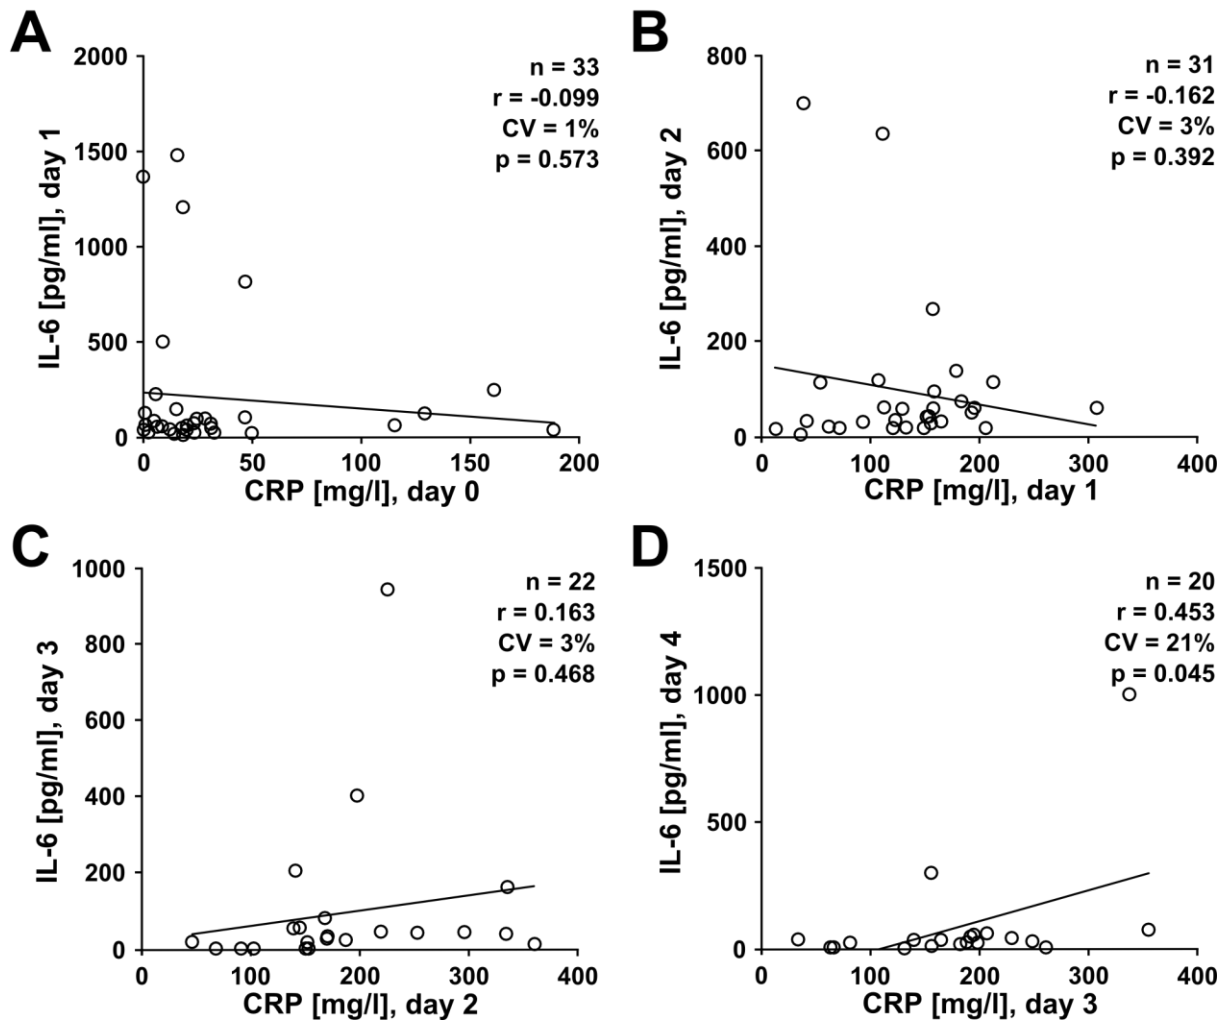 A
2000
1500
1000
500
0
IL-6 [pg/ml], day 1
n = 33
r = -0.099
CV = 1%
p = 0.573
0 50 100 150 200
CRP [mg/l], day 0
B
800
600
400
200
0
IL-6 [pg/ml], day 2
n = 31
r = -0.162
CV = 3%
p = 0.392
0 100 200 300 400
CRP [mg/l], day 1
C
1000
800
600
400
200
0
IL-6 [pg/ml], day 3
n = 22
r = 0.163
CV = 3%
p = 0.468
0 100 200 300 400
CRP [mg/l], day 2
D
1500
1000
500
0
IL-6 [pg/ml], day 4
n = 20
r = 0.453
CV = 21%
p = 0.045
0 100 200 300 400
CRP [mg/l], day 3